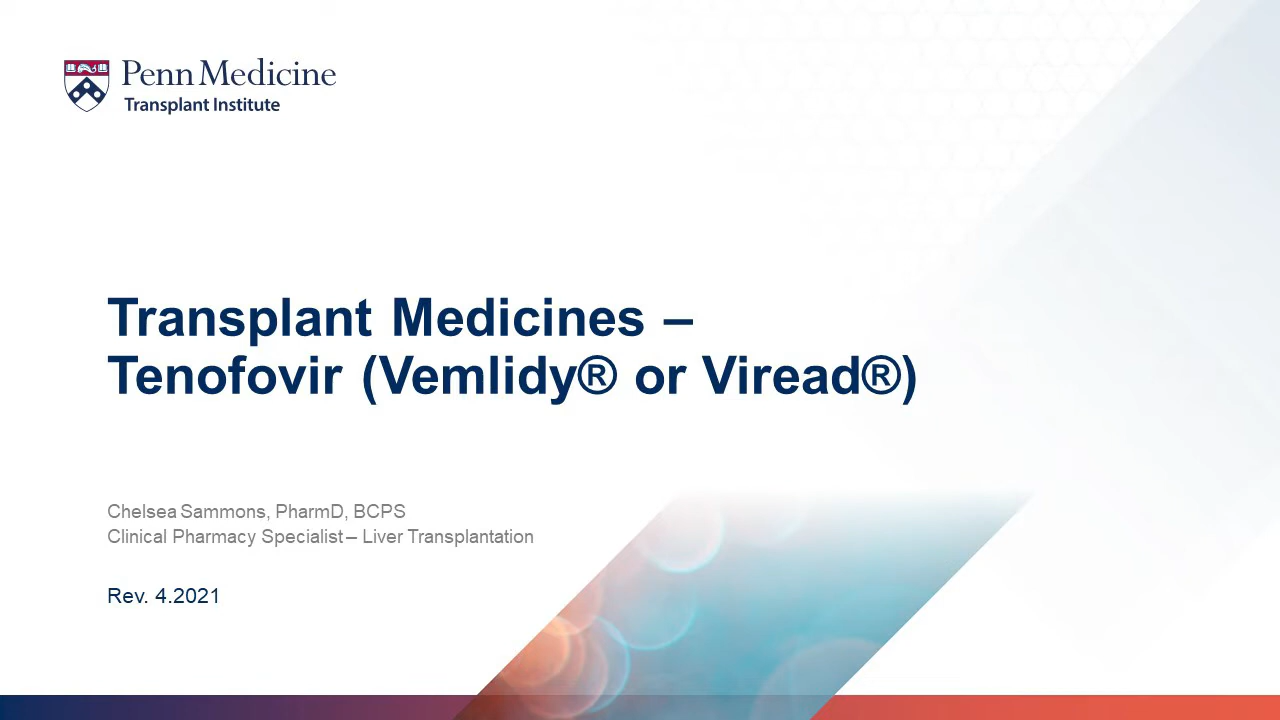 Penn Medicine
Transplant Institute
Transplant Medicines –
Tenofovir (Vemlidy® or Viread®)
Chelsea Sammons, PharmD, BCPS
Clinical Pharmacy Specialist – Liver Transplantation
Rev. 4.2021